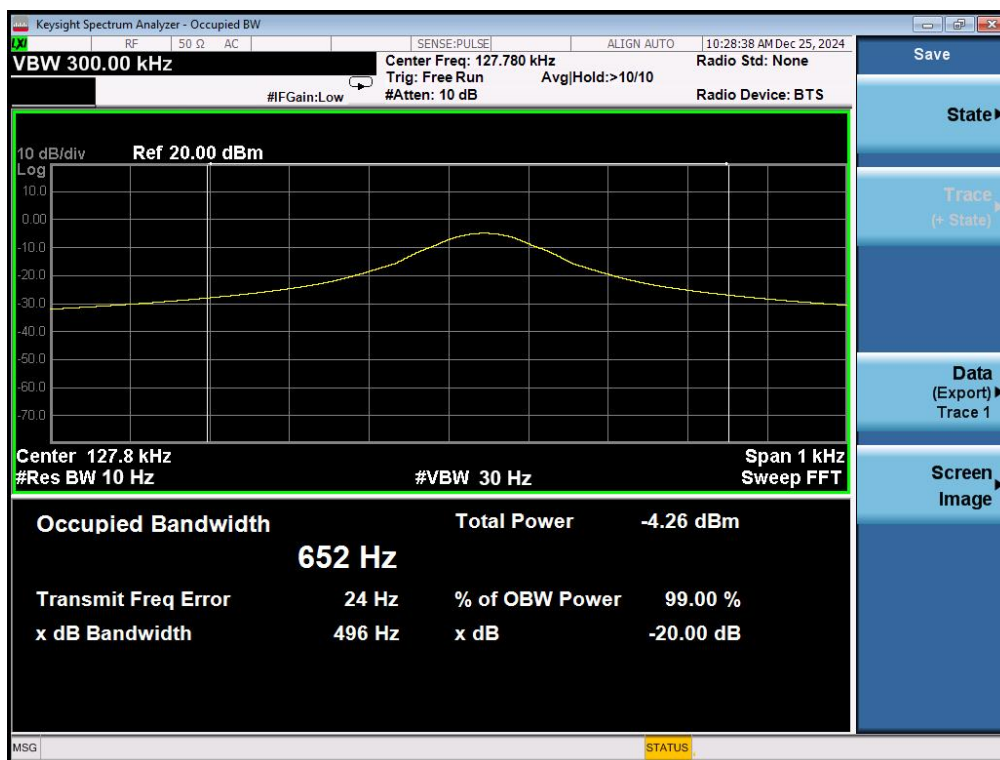 Keysight Spectrum Analyzer - Occupied BW
LXI RF 50 Ω AC SENSE:PULSE ALIGN AUTO 10:28:38 AM Dec 25, 2024
VBW 300.00 kHz
Center Freq: 127.780 kHz
Radio Std: None
Trig: Free Run Avg|Hold:>10/10
#IFGain:Low #Atten: 10 dB
Radio Device: BTS
10 dB/div Ref 20.00 dBm
Log
10.0
0.00
-10.0
-20.0
-30.0
-40.0
-50.0
-60.0
-70.0
Center 127.8 kHz Span 1 kHz
#Res BW 10 Hz #VBW 30 Hz Sweep FFT
Occupied Bandwidth Total Power -4.26 dBm
652 Hz
Transmit Freq Error 24 Hz % of OBW Power 99.00 %
x dB Bandwidth 496 Hz x dB -20.00 dB
MSG STATUS
Save
State
Trace
(+ State)
Data
(Export)
Trace 1
Screen
Image